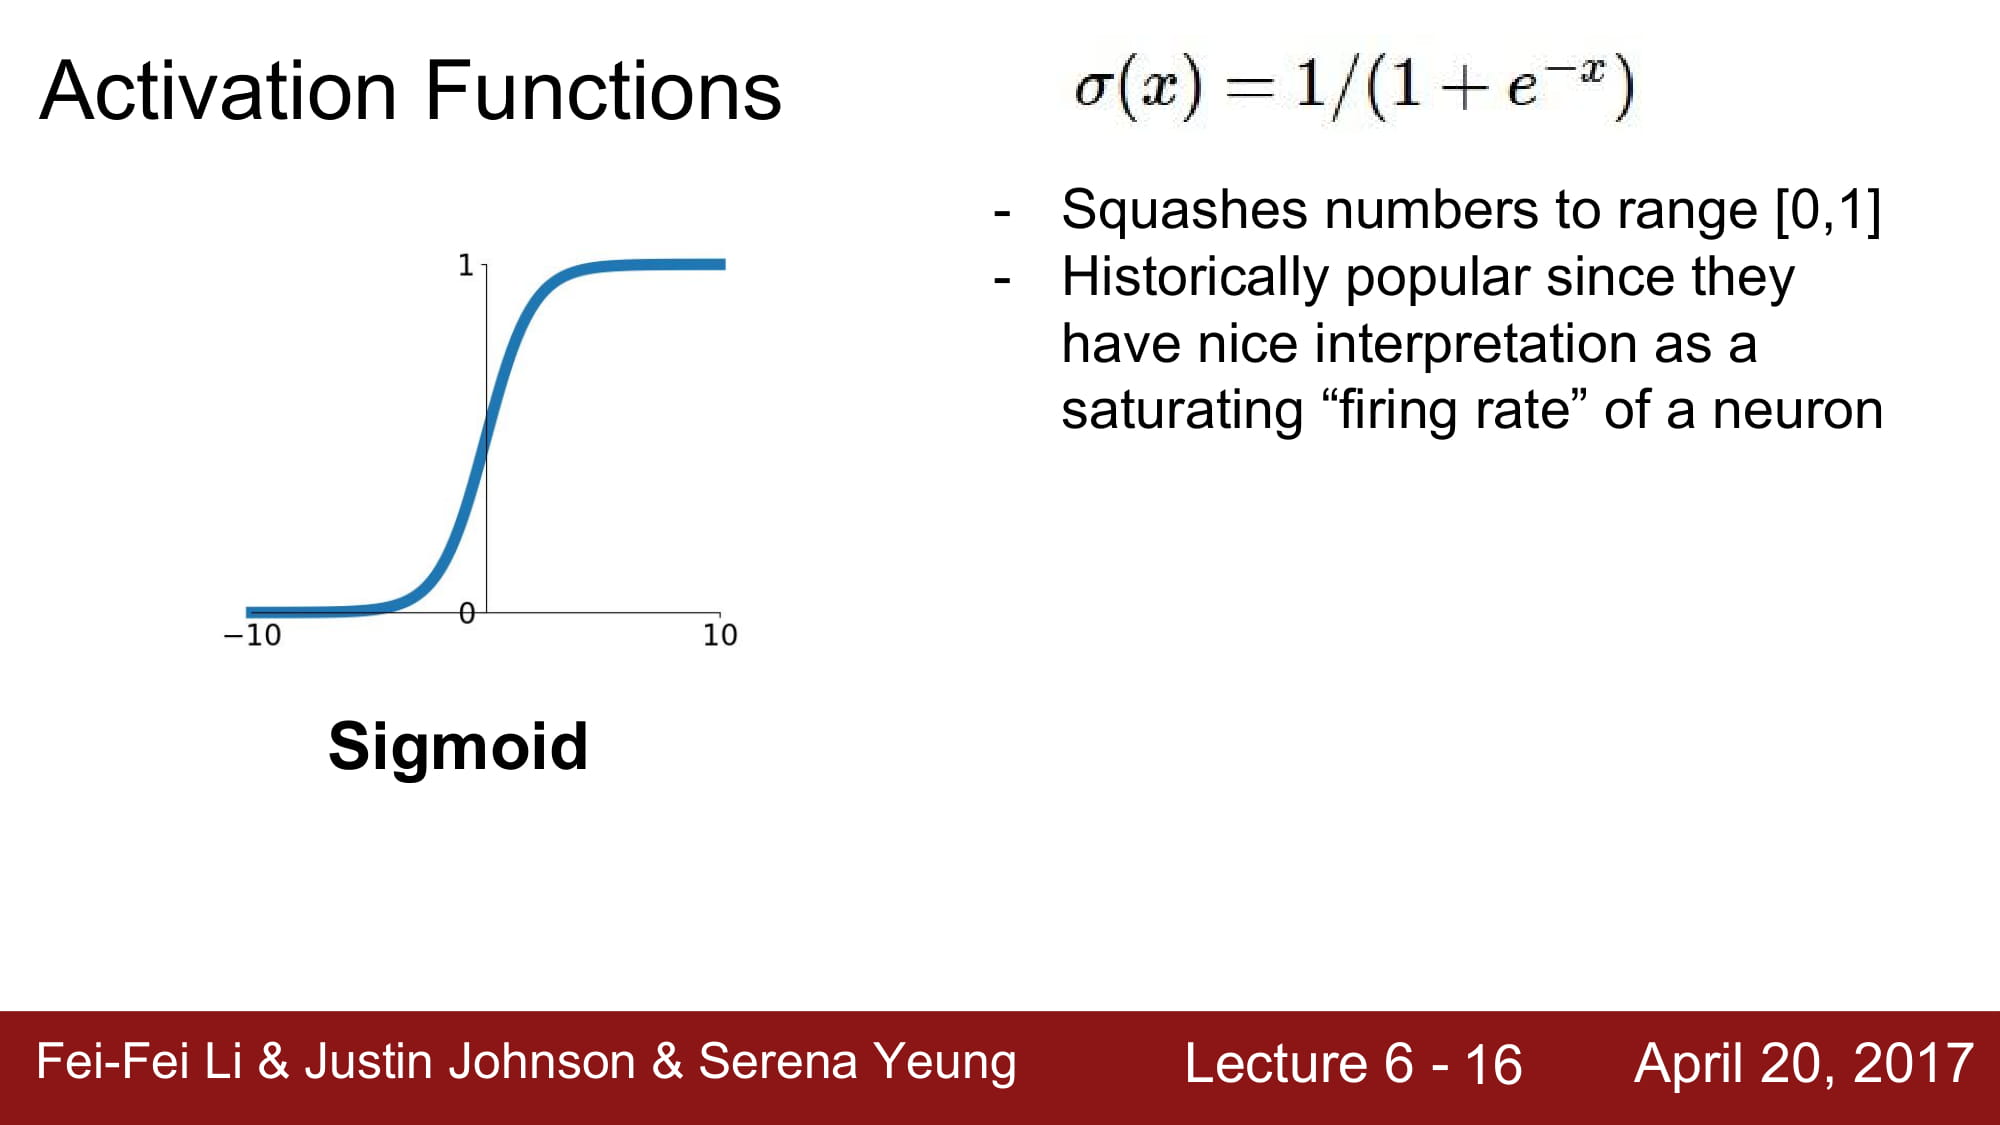 Activation Functions
σ(x) = 1/(1 + e⁻ˣ)
- Squashes numbers to range [0,1]
- Historically popular since they
have nice interpretation as a
saturating “firing rate” of a neuron
1
0
−10
10
Sigmoid
Fei-Fei Li & Justin Johnson & Serena Yeung
Lecture 6 - 16
April 20, 2017